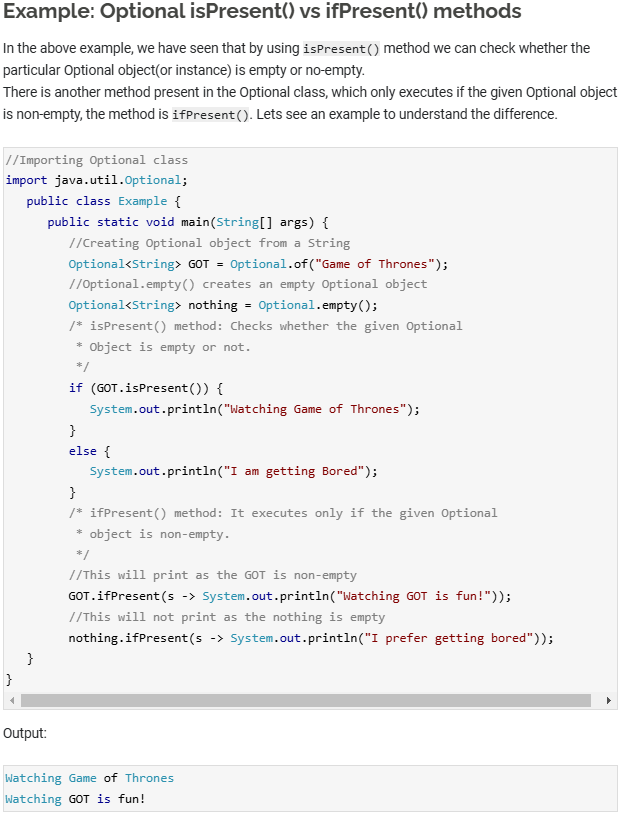 Example: Optional isPresent() vs ifPresent() methods
In the above example, we have seen that by using isPresent() method we can check whether the
particular Optional object(or instance) is empty or no-empty.
There is another method present in the Optional class, which only executes if the given Optional object
is non-empty, the method is ifPresent(). Lets see an example to understand the difference.
//Importing Optional class
import java.util.Optional;
   public class Example {
      public static void main(String[] args) {
         //Creating Optional object from a String
         Optional<String> GOT = Optional.of("Game of Thrones");
         //Optional.empty() creates an empty Optional object
         Optional<String> nothing = Optional.empty();
         /* isPresent() method: Checks whether the given Optional
          * Object is empty or not.
          */
         if (GOT.isPresent()) {
            System.out.println("Watching Game of Thrones");
         }
         else {
            System.out.println("I am getting Bored");
         }
         /* ifPresent() method: It executes only if the given Optional
          * object is non-empty.
          */
         //This will print as the GOT is non-empty
         GOT.ifPresent(s -> System.out.println("Watching GOT is fun!"));
         //This will not print as the nothing is empty
         nothing.ifPresent(s -> System.out.println("I prefer getting bored"));
   }
}
Output:
Watching Game of Thrones
Watching GOT is fun!